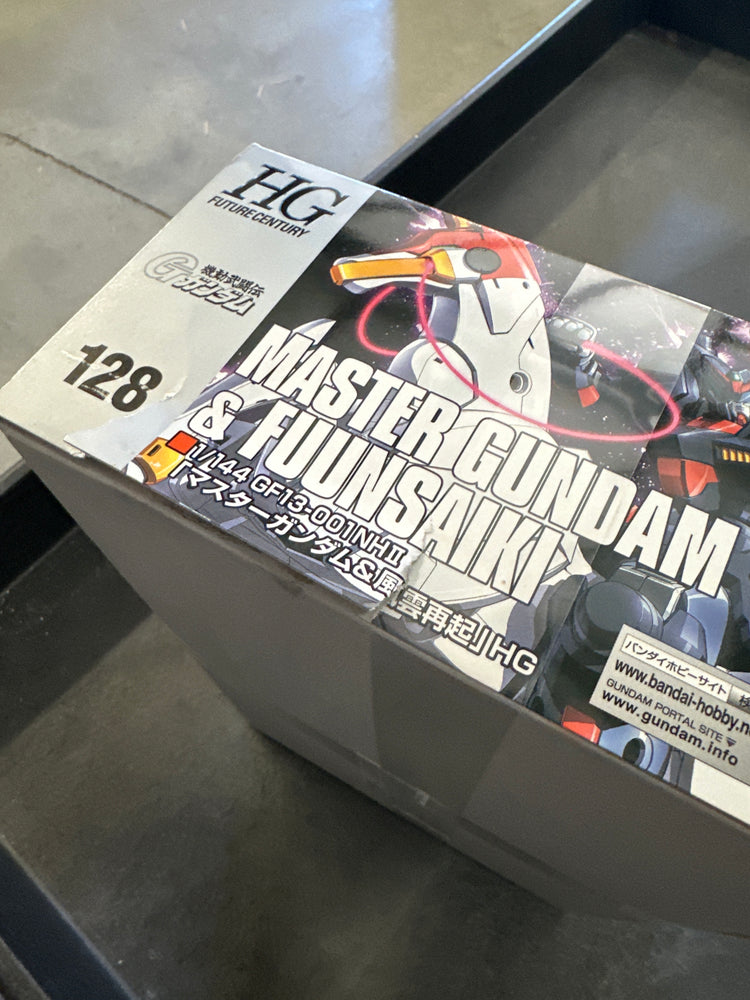 HG
FUTURE CENTURY
機動武闘伝
Gガンダム
128
MASTER GUNDAM
& FUUNSAIKI
1/144 GF13-001NHⅡ
「マスターガンダム&風雲再起」HG
バンダイホビーサイト
www.bandai-hobby.n
GUNDAM PORTAL SITE
www.gundam.info